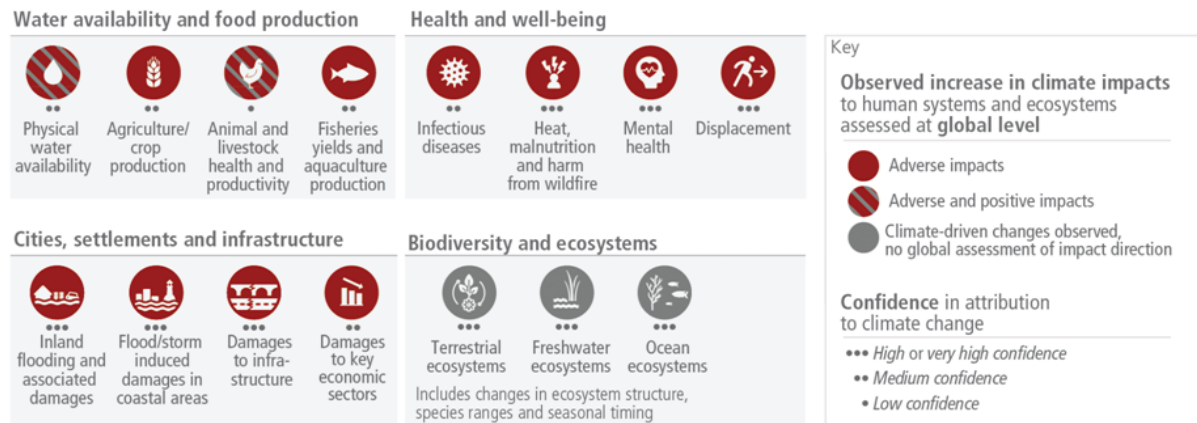 Water availability and food production
Physical
water
availability
Agriculture/
crop
production
Animal and
livestock
health and
productivity
Fisheries
yields and
aquaculture
production
Health and well-being
Infectious
diseases
Heat,
malnutrition
and harm
from wildfire
Mental
health
Displacement
Cities, settlements and infrastructure
Inland
flooding and
associated
damages
Flood/storm
induced
damages in
coastal areas
Damages
to infra-
structure
Damages
to key
economic
sectors
Biodiversity and ecosystems
Terrestrial
ecosystems
Freshwater
ecosystems
Ocean
ecosystems
Includes changes in ecosystem structure,
species ranges and seasonal timing
Key
Observed increase in climate impacts
to human systems and ecosystems
assessed at global level
Adverse impacts
Adverse and positive impacts
Climate-driven changes observed,
no global assessment of impact direction
Confidence in attribution
to climate change
••• High or very high confidence
•• Medium confidence
• Low confidence